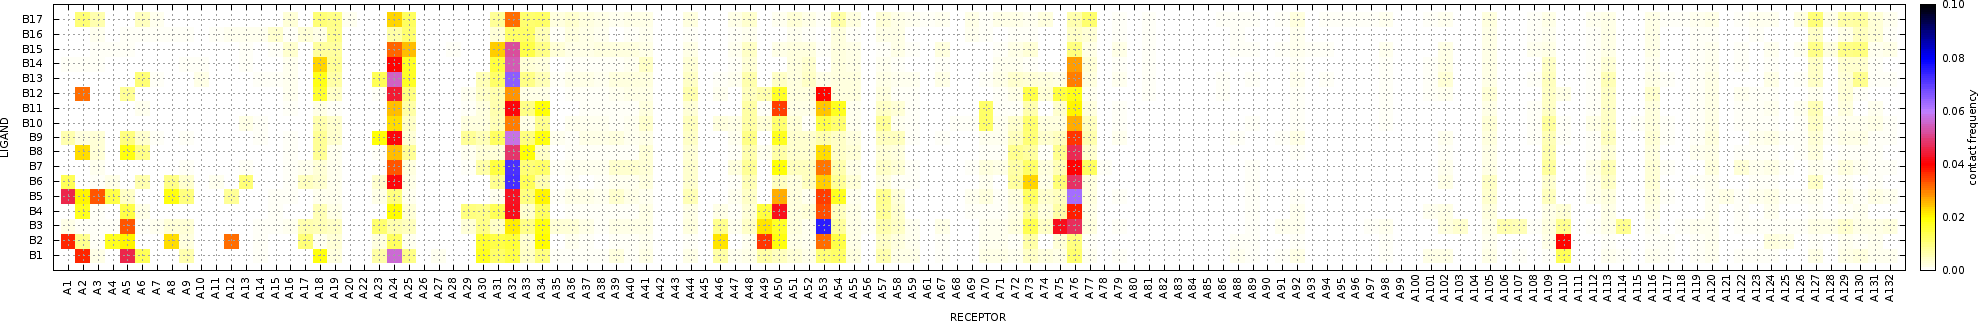 B17
B16
B15
B14
B13
B12
B11
B10
B9
B8
B7
B6
B5
B4
B3
B2
B1
LIGAND
A1 A2 A3 A4 A5 A6 A7 A8 A9 A10 A11 A12 A13 A14 A15 A16 A17 A18 A19 A20 A22 A23 A24 A25 A26 A27 A28 A29 A30 A31 A32 A33 A34 A35 A36 A37 A38 A39 A40 A41 A42 A43 A44 A45 A46 A47 A48 A49 A50 A51 A52 A53 A54 A55 A56 A57 A58 A59 A61 A67 A68 A69 A70 A71 A72 A73 A74 A75 A76 A77 A78 A79 A80 A81 A82 A83 A84 A85 A86 A88 A89 A90 A91 A92 A93 A94 A95 A96 A97 A98 A99 A100 A101 A102 A103 A104 A105 A106 A107 A108 A109 A110 A111 A112 A113 A114 A115 A116 A117 A118 A119 A120 A121 A122 A123 A124 A125 A126 A127 A128 A129 A130 A131 A132
RECEPTOR
0.10
0.08
0.06
0.04
0.02
0.00
contact frequency